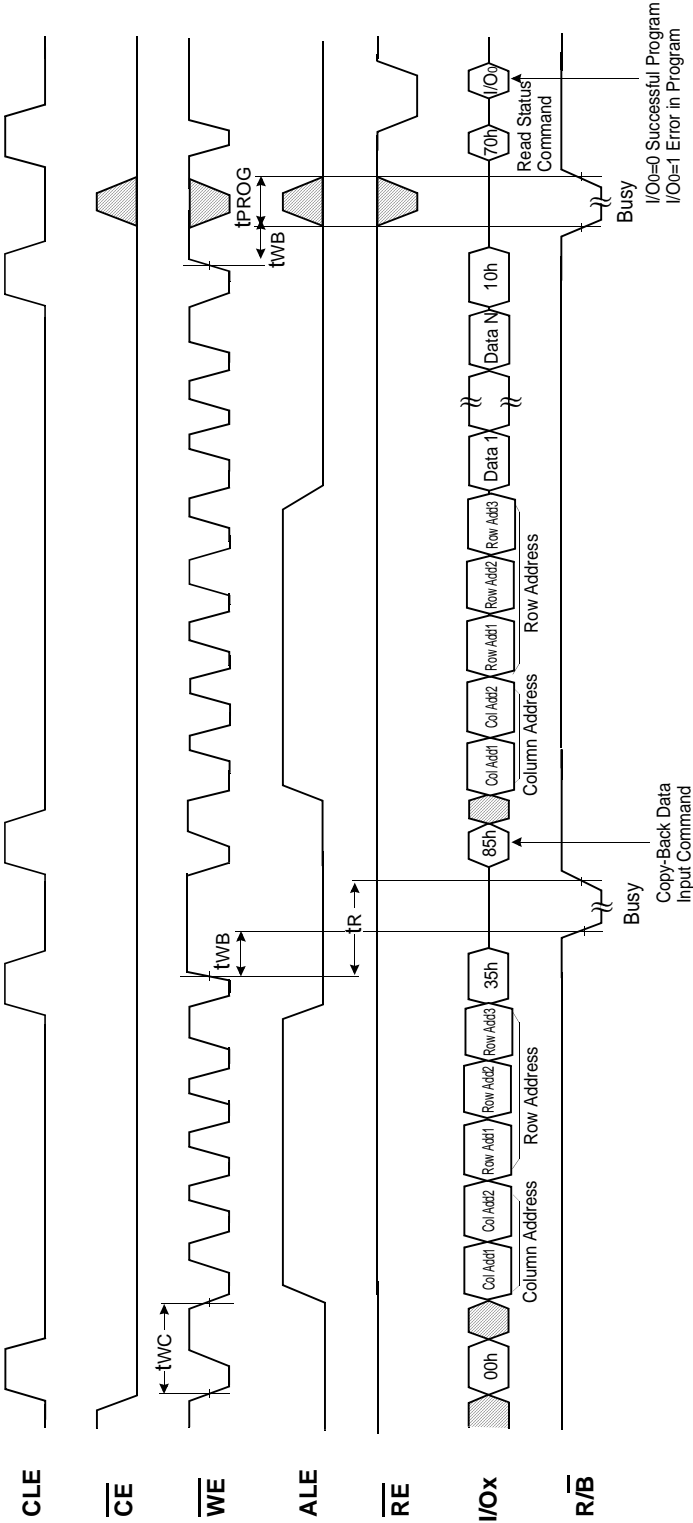 CLE
CE
WE
tWC
tWB
tWB
tPROG
ALE
RE
tR
I/Ox
00h
Col Add1
Col Add2
Row Add1
Row Add2
Row Add3
35h
85h
Col Add1
Col Add2
Row Add1
Row Add2
Row Add3
Data 1
Data N
10h
70h
I/O0
Column Address
Row Address
Column Address
Row Address
Read Status
Command
R/B
Busy
Busy
Copy-Back Data
Input Command
I/O0=0 Successful Program
I/O0=1 Error in Program